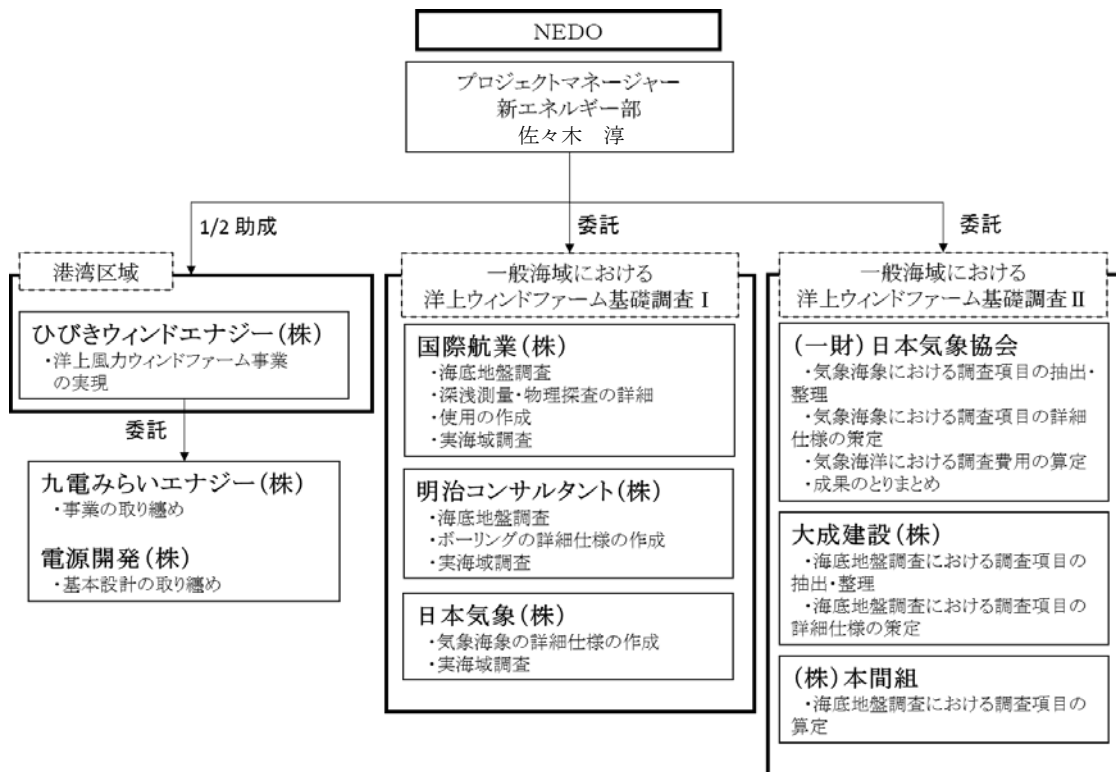 NEDO
プロジェクトマネージャー
新エネルギー部
佐々木　淳
1/2 助成
委託
委託
港湾区域
ひびきウィンドエナジー(株)
・洋上風力ウィンドファーム事業
の実現
委託
九電みらいエナジー(株)
・事業の取り纏め
電源開発(株)
・基本設計の取り纏め
一般海域における
洋上ウィンドファーム基礎調査Ⅰ
国際航業(株)
・海底地盤調査
・深浅測量・物理探査の詳細
・使用の作成
・実海域調査
明治コンサルタント(株)
・海底地盤調査
・ボーリングの詳細仕様の作成
・実海域調査
日本気象(株)
・気象海象の詳細仕様の作成
・実海域調査
一般海域における
洋上ウィンドファーム基礎調査Ⅱ
(一財)日本気象協会
・気象海象における調査項目の抽出・
整理
・気象海象における調査項目の詳細
仕様の策定
・気象海洋における調査費用の算定
・成果のとりまとめ
大成建設(株)
・海底地盤調査における調査項目の
抽出・整理
・海底地盤調査における調査項目の
詳細仕様の策定
(株)本間組
・海底地盤調査における調査項目の
算定